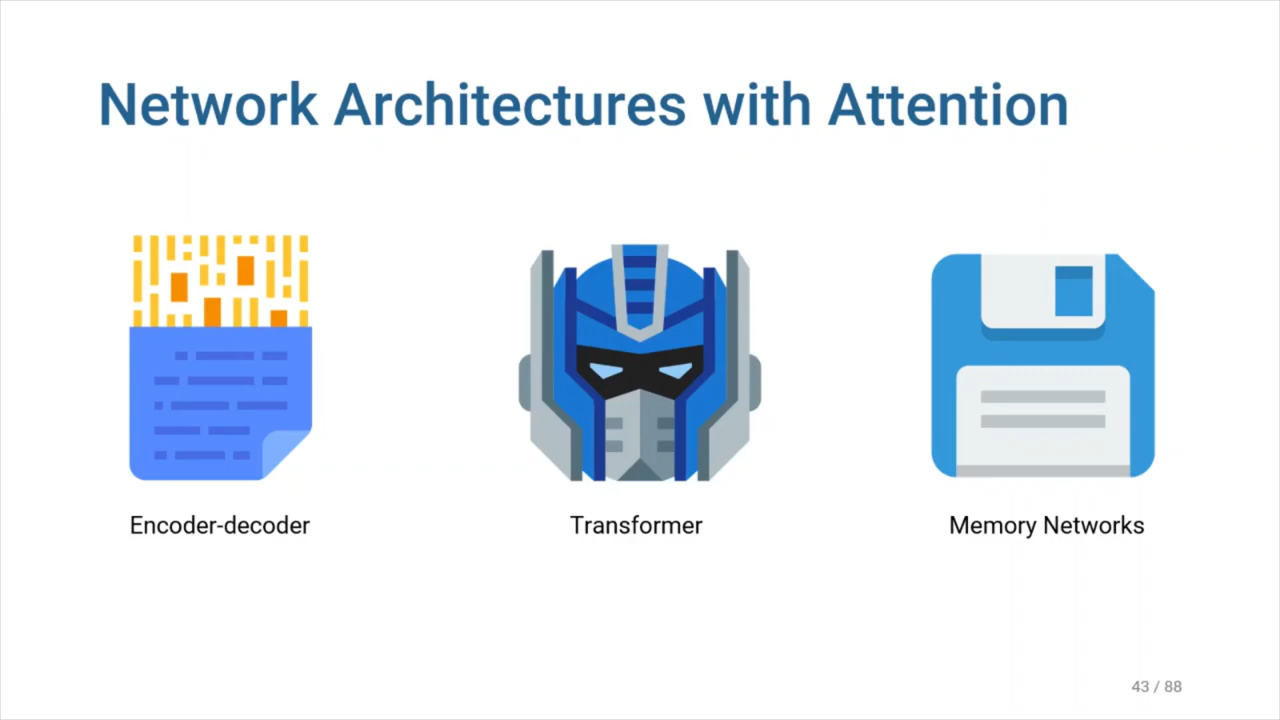 Network Architectures with Attention
Encoder-decoder
Transformer
Memory Networks
43 / 88